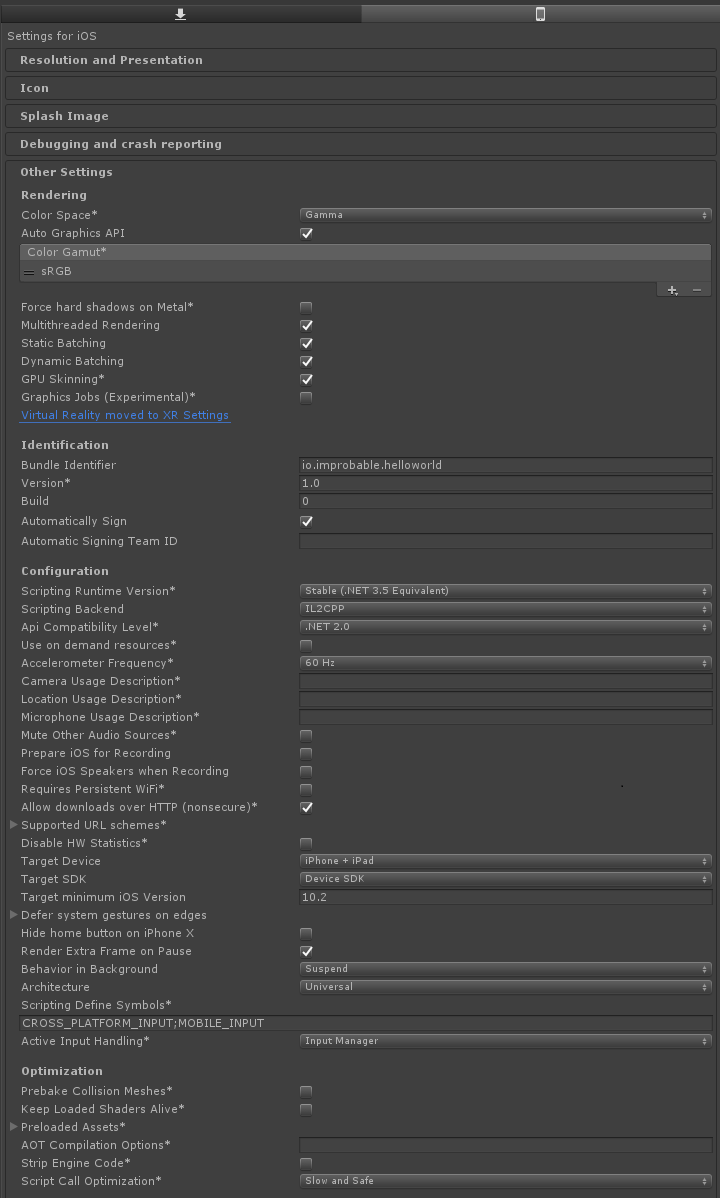 Settings for iOS
Resolution and Presentation
Icon
Splash Image
Debugging and crash reporting
Other Settings
Rendering
Color Space* Gamma
Auto Graphics API
Color Gamut*
sRGB
Force hard shadows on Metal*
Multithreaded Rendering
Static Batching
Dynamic Batching
GPU Skinning*
Graphics Jobs (Experimental)*
Virtual Reality moved to XR Settings
Identification
Bundle Identifier io.improbable.helloworld
Version* 1.0
Build 0
Automatically Sign
Automatic Signing Team ID
Configuration
Scripting Runtime Version* Stable (.NET 3.5 Equivalent)
Scripting Backend IL2CPP
Api Compatibility Level* .NET 2.0
Use on demand resources*
Accelerometer Frequency* 60 Hz
Camera Usage Description*
Location Usage Description*
Microphone Usage Description*
Mute Other Audio Sources*
Prepare iOS for Recording
Force iOS Speakers when Recording
Requires Persistent WiFi*
Allow downloads over HTTP (nonsecure)*
Supported URL schemes*
Disable HW Statistics*
Target Device iPhone + iPad
Target SDK Device SDK
Target minimum iOS Version 10.2
Defer system gestures on edges
Hide home button on iPhone X
Render Extra Frame on Pause
Behavior in Background Suspend
Architecture Universal
Scripting Define Symbols*
CROSS_PLATFORM_INPUT;MOBILE_INPUT
Active Input Handling* Input Manager
Optimization
Prebake Collision Meshes*
Keep Loaded Shaders Alive*
Preloaded Assets*
AOT Compilation Options*
Strip Engine Code*
Script Call Optimization* Slow and Safe